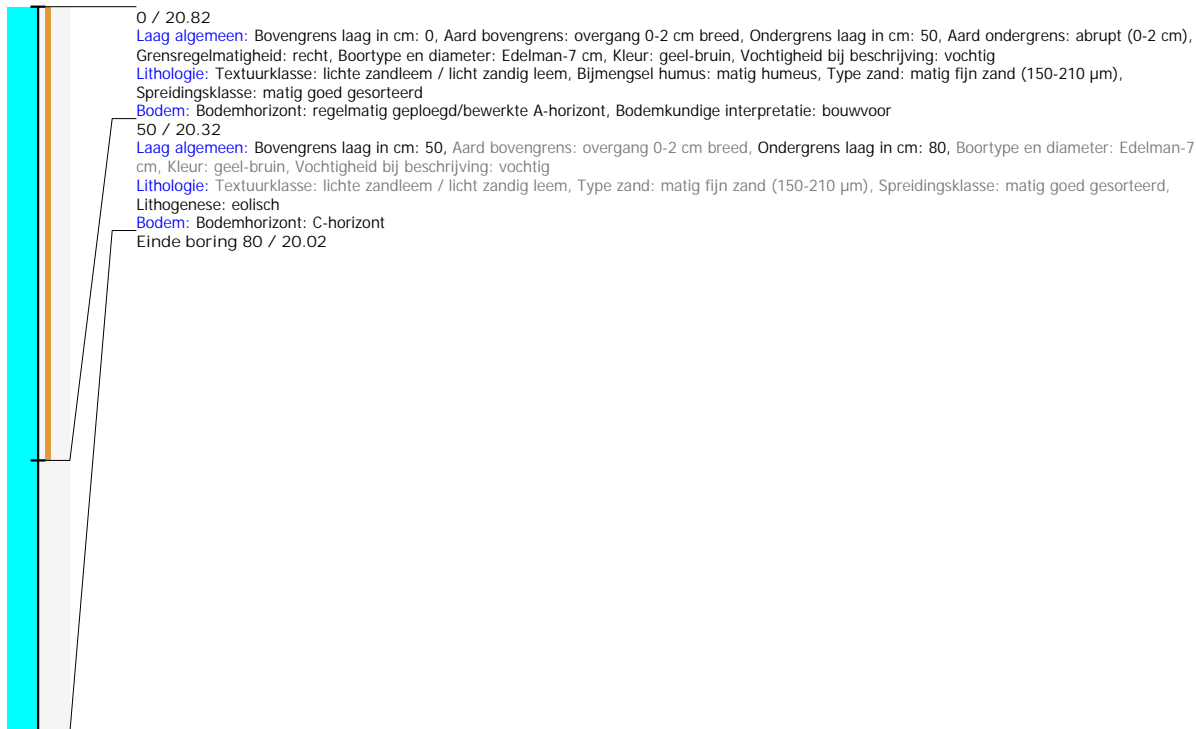 0 / 20.82
Laag algemeen: Bovengrens laag in cm: 0, Aard bovengrens: overgang 0-2 cm breed, Ondergrens laag in cm: 50, Aard ondergrens: abrupt (0-2 cm),
Grensregelmatigheid: recht, Boortype en diameter: Edelman-7 cm, Kleur: geel-bruin, Vochtigheid bij beschrijving: vochtig
Lithologie: Textuurklasse: lichte zandleem / licht zandig leem, Bijmengsel humus: matig humeus, Type zand: matig fijn zand (150-210 µm),
Spreidingsklasse: matig goed gesorteerd
Bodem: Bodemhorizont: regelmatig geploegd/bewerkte A-horizont, Bodemkundige interpretatie: bouwvoor
50 / 20.32
Laag algemeen: Bovengrens laag in cm: 50, Aard bovengrens: overgang 0-2 cm breed, Ondergrens laag in cm: 80, Boortype en diameter: Edelman-7
cm, Kleur: geel-bruin, Vochtigheid bij beschrijving: vochtig
Lithologie: Textuurklasse: lichte zandleem / licht zandig leem, Type zand: matig fijn zand (150-210 µm), Spreidingsklasse: matig goed gesorteerd,
Lithogenese: eolisch
Bodem: Bodemhorizont: C-horizont
Einde boring 80 / 20.02